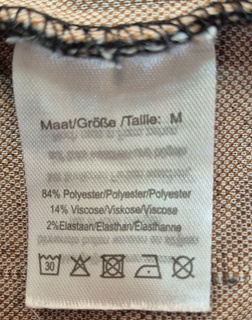 Maat/Größe /Taille: M
84% Polyester/Polyester/Polyester
14% Viscose/Viskose/Viscose
2%Elastaan/Elasthan/Elasthanne
30